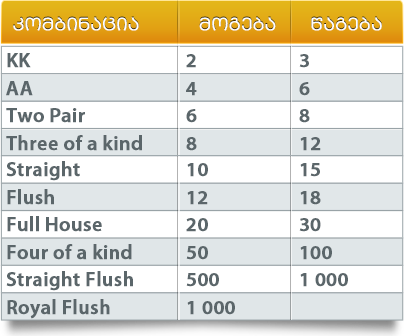 კომბინაცია მოგება წაგება
KK 2 3
AA 4 6
Two Pair 6 8
Three of a kind 8 12
Straight 10 15
Flush 12 18
Full House 20 30
Four of a kind 50 100
Straight Flush 500 1 000
Royal Flush 1 000